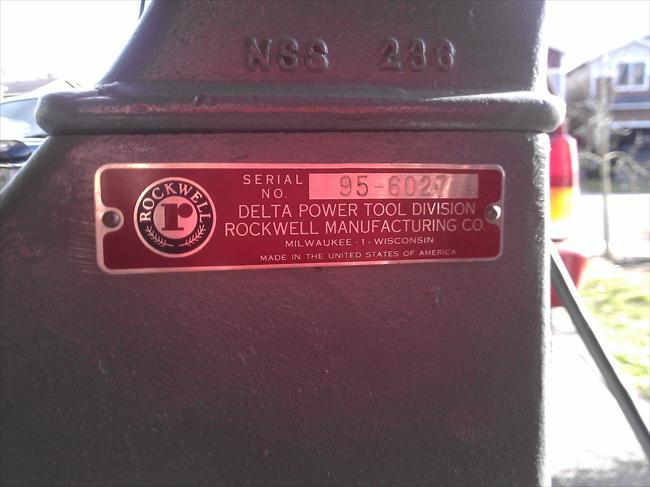 NSS 236
ROCKWELL
r
SERIAL
NO. 95-6027
DELTA POWER TOOL DIVISION
ROCKWELL MANUFACTURING CO.
MILWAUKEE - 1 - WISCONSIN
MADE IN THE UNITED STATES OF AMERICA